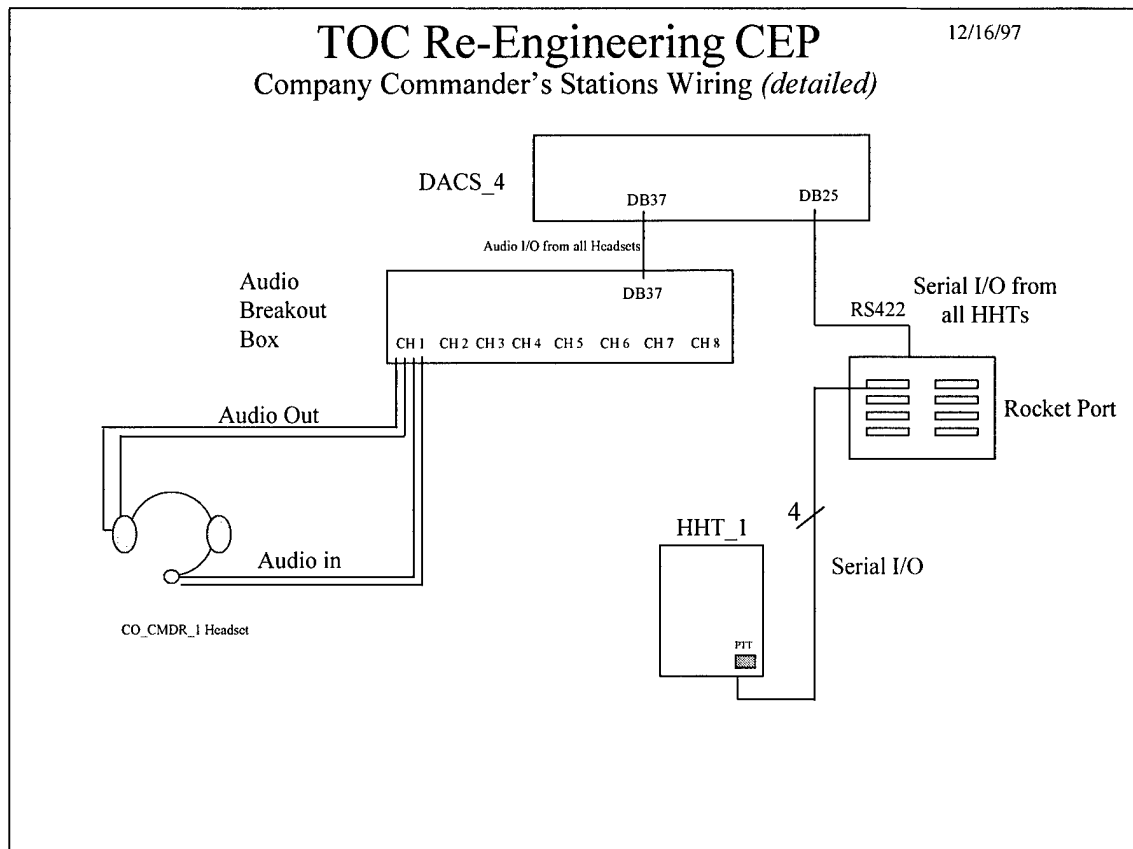 TOC Re-Engineering CEP
12/16/97
Company Commander's Stations Wiring (detailed)
DACS_4
DB37
DB25
Audio I/O from all Headsets
Audio
Breakout
Box
DB37
CH 1 CH 2 CH 3 CH 4 CH 5 CH 6 CH 7 CH 8
RS422
Serial I/O from
all HHTs
Rocket Port
Audio Out
4
HHT_1
Audio in
Serial I/O
CO_CMDR_1 Headset
PTT